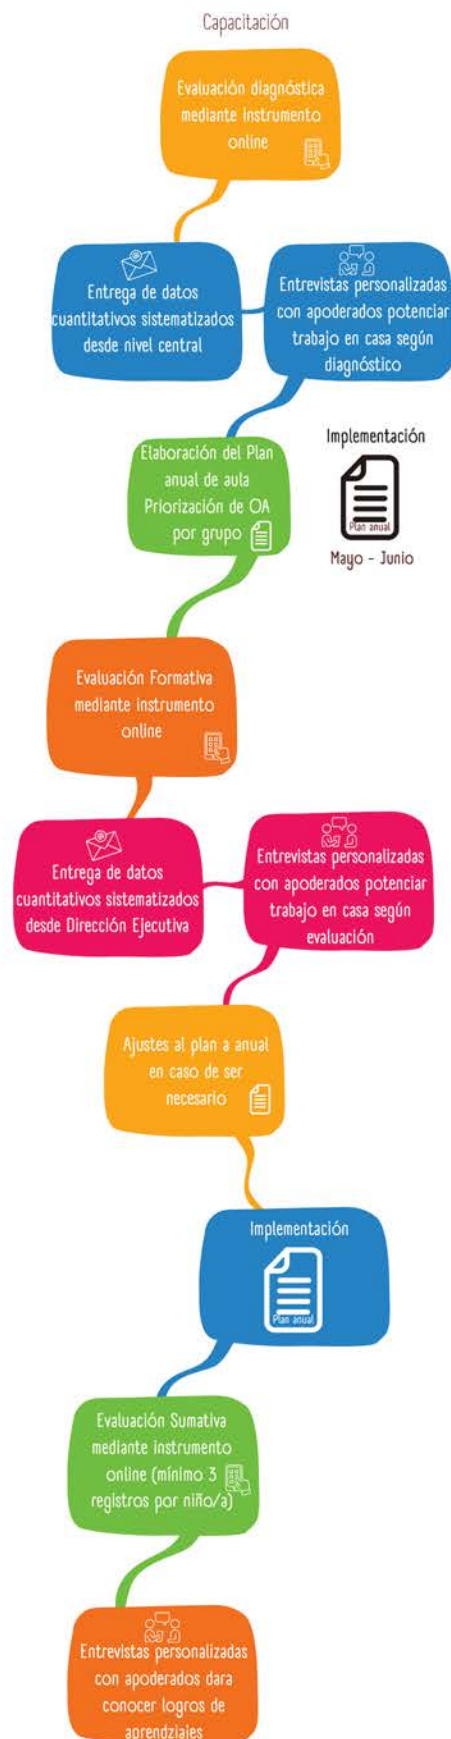 Capacitación
Evaluación diagnóstica
mediante instrumento
online
Entrega de datos
cuantitativos sistematizados
desde nivel central
Entrevistas personalizadas
con apoderados potenciar
trabajo en casa según
diagnóstico
Elaboración del Plan
anual de aula
Priorización de OA
por grupo
Implementación
Plan anual
Mayo - Junio
Evaluación Formativa
mediante instrumento
online
Entrega de datos
cuantitativos sistematizados
desde Dirección Ejecutiva
Entrevistas personalizadas
con apoderados potenciar
trabajo en casa según
evaluación
Ajustes al plan a anual
en caso de ser
necesario
Implementación
Plan anual
Evaluación Sumativa
mediante instrumento
online (mínimo 3
registros por niño/a)
Entrevistas personalizadas
con apoderados dara
conocer logros de
aprendziajes